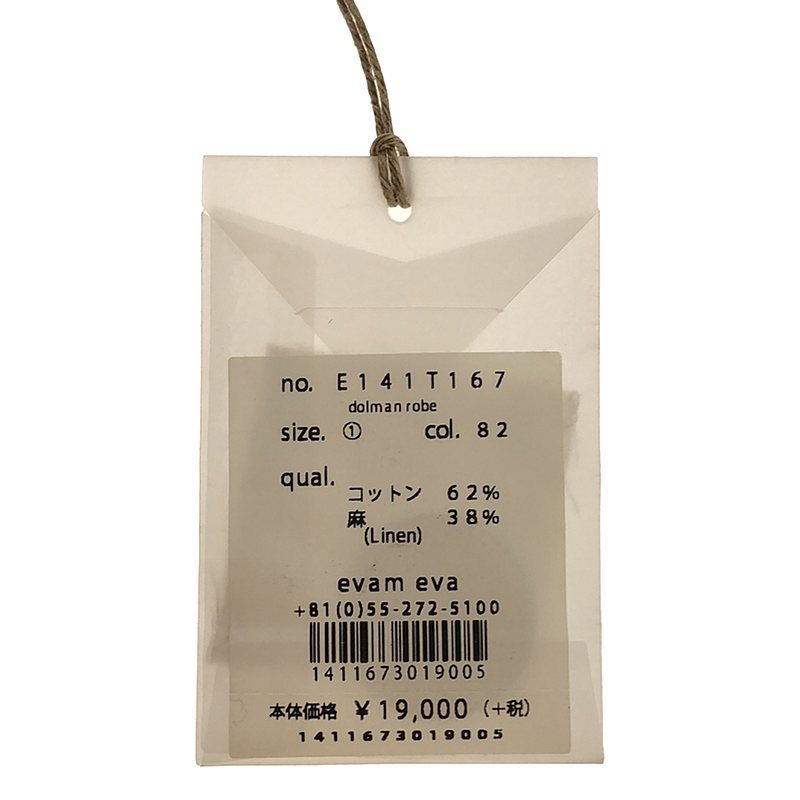 no. E141T167
dolman robe
size. ① col. 82
qual.
コットン 62%
麻 38%
(Linen)
evam eva
+81(0)55-272-5100
1411673019005
本体価格 ￥19,000 (+税)
1411673019005